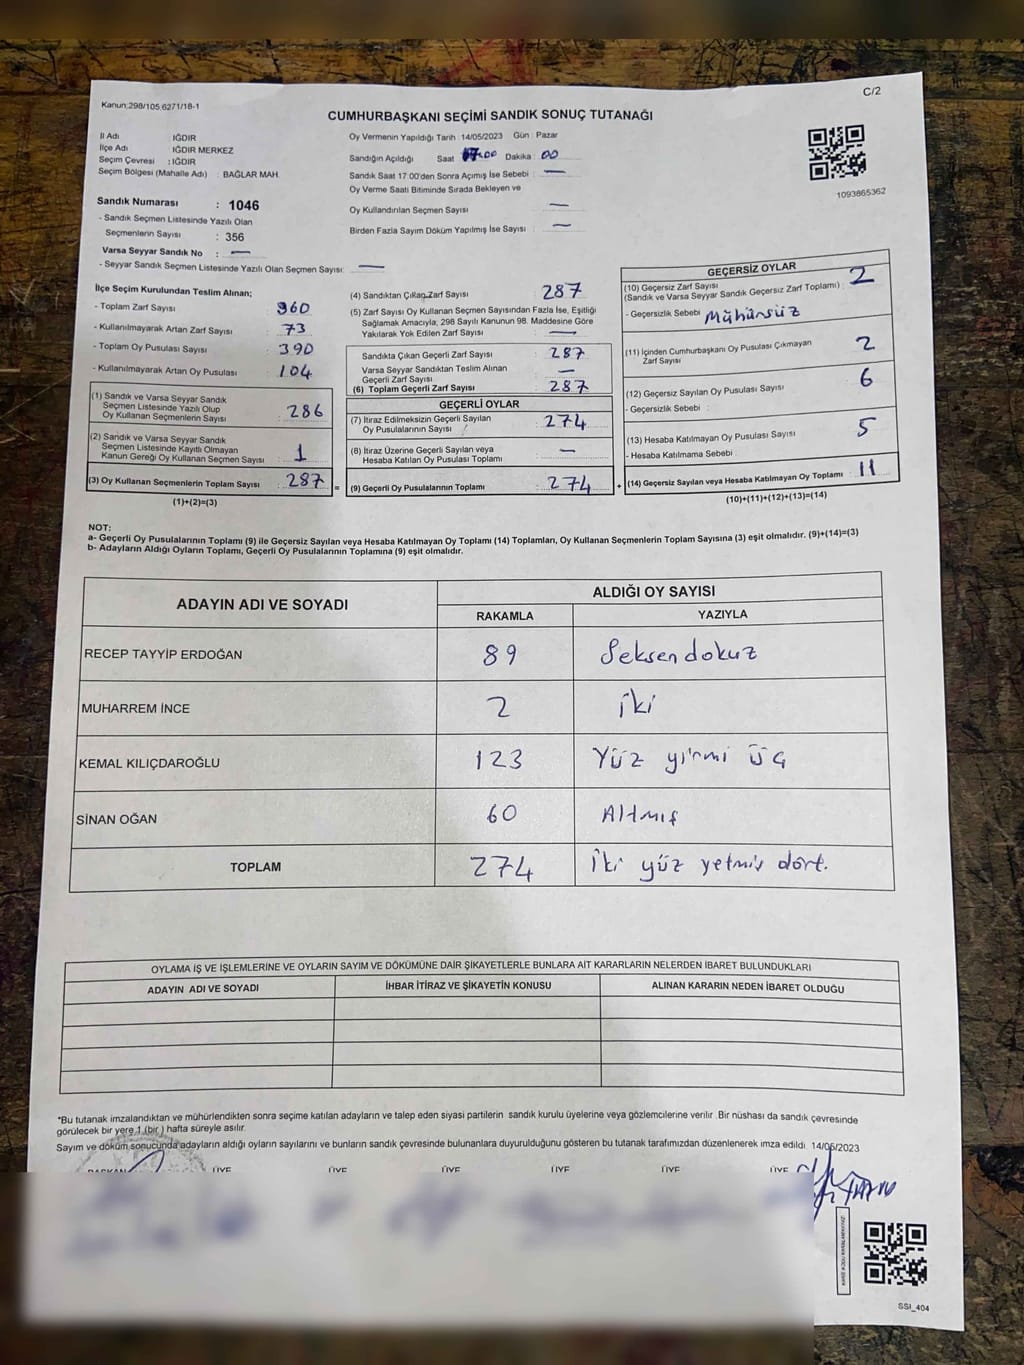 C/2
Kanun:298/105 6271/18-1
CUMHURBAŞKANI SEÇİMİ SANDIK SONUÇ TUTANAĞI
İl Adı IĞDIR
İlçe Adı IĞDIR MERKEZ
Seçim Çevresi : IĞDIR
Seçim Bölgesi (Mahalle Adı) : BAĞLAR MAH.
Sandık Numarası : 1046
- Sandık Seçmen Listesinde Yazılı Olan
Seçmenlerin Sayısı : 356
Varsa Seyyar Sandık No : —
- Seyyar Sandık Seçmen Listesinde Yazılı Olan Seçmen Sayısı: —
Oy Vermenin Yapıldığı Tarih : 14/05/2023 Gün : Pazar
Sandığın Açıldığı Saat 17.00 Dakika : 00
Sandık Saat 17.00'den Sonra Açımış İse Sebebi : —
Oy Verme Saati Bitiminde Sırada Bekleyen ve
Oy Kullandırılan Seçmen Sayısı : —
Birden Fazla Sayım Döküm Yapılmış İse Sayısı : —
1093865362
İlçe Seçim Kurulundan Teslim Alınan;
- Toplam Zarf Sayısı : 360
- Kullanılmayarak Artan Zarf Sayısı : 73
- Toplam Oy Pusulası Sayısı : 390
- Kullanılmayarak Artan Oy Pusulası : 104
(1) Sandık ve Varsa Seyyar Sandık
Seçmen Listesinde Yazılı Olup
Oy Kullanan Seçmenlerin Sayısı : 286
(2) Sandık ve Varsa Seyyar Sandık
Seçmen Listesinde Kayıtlı Olmayan
Kanun Gereği Oy Kullanan Seçmen Sayısı : 1
(3) Oy Kullanan Seçmenlerin Toplam Sayısı : 287 =
(1)+(2)=(3)
(4) Sandıktan Çıkan Zarf Sayısı : 287
(5) Zarf Sayısı Oy Kullanan Seçmen Sayısından Fazla İse, Eşitliği
Sağlamak Amacıyla, 298 Sayılı Kanunun 98. Maddesine Göre
Yakılarak Yok Edilen Zarf Sayısı : —
Sandıkta Çıkan Geçerli Zarf Sayısı : 287
Varsa Seyyar Sandıktan Teslim Alınan
Geçerli Zarf Sayısı : —
(6) Toplam Geçerli Zarf Sayısı : 287
GEÇERLİ OYLAR
(7) İtiraz Edilmeksizin Geçerli Sayılan
Oy Pusulalarının Sayısı : 274
(8) İtiraz Üzerine Geçerli Sayılan veya
Hesaba Katılan Oy Pusulası Toplamı : —
(9) Geçerli Oy Pusulalarının Toplamı : 274 +
GEÇERSİZ OYLAR
(10) Geçersiz Zarf Sayısı
(Sandık ve Varsa Seyyar Sandık Geçersiz Zarf Toplamı) : 2
- Geçersizlik Sebebi : Mühürsüz
(11) İçinden Cumhurbaşkanı Oy Pusulası Çıkmayan
Zarf Sayısı : 2
(12) Geçersiz Sayılan Oy Pusulası Sayısı : 6
- Geçersizlik Sebebi :
(13) Hesaba Katılmayan Oy Pusulası Sayısı : 5
- Hesaba Katılmama Sebebi :
(14) Geçersiz Sayılan veya Hesaba Katılmayan Oy Toplamı : 11
(10)+(11)+(12)+(13)=(14)
NOT:
a- Geçerli Oy Pusulalarının Toplamı (9) ile Geçersiz Sayılan veya Hesaba Katılmayan Oy Toplamı (14) Toplamları, Oy Kullanan Seçmenlerin Toplam Sayısına (3) eşit olmalıdır. (9)+(14)=(3)
b- Adayların Aldığı Oyların Toplamı, Geçerli Oy Pusulalarının Toplamına (9) eşit olmalıdır.
ADAYIN ADI VE SOYADI ALDIĞI OY SAYISI
RAKAMLA YAZIYLA
RECEP TAYYİP ERDOĞAN 89 Seksen dokuz
MUHARREM İNCE 2 iki
KEMAL KILIÇDAROĞLU 123 Yüz yirmi üç
SİNAN OĞAN 60 Altmış
TOPLAM 274 İki yüz yetmiş dört.
OYLAMA İŞ VE İŞLEMLERİNE VE OYLARIN SAYIM VE DÖKÜMÜNE DAİR ŞİKAYETLERLE BUNLARA AİT KARARLARIN NELERDEN İBARET BULUNDUKLARI
ADAYIN ADI VE SOYADI İHBAR İTİRAZ VE ŞİKAYETİN KONUSU ALINAN KARARIN NEDEN İBARET OLDUĞU
*Bu tutanak imzalandıktan ve mühürlendikten sonra seçime katılan adayların ve talep eden siyasi partilerin sandık kurulu üyelerine veya gözlemcilerine verilir. Bir nüshası da sandık çevresinde
görülecek bir yere 1 (bir) hafta süreyle asılır.
Sayım ve döküm sonucunda adayların aldığı oyların sayılarını ve bunların sandık çevresinde bulunanlara duyurulduğunu gösteren bu tutanak tarafımızdan düzenlenerek imza edildi. 14/05/2023
BAŞKAN ÜYE ÜYE ÜYE ÜYE ÜYE ÜYE
SSI_404